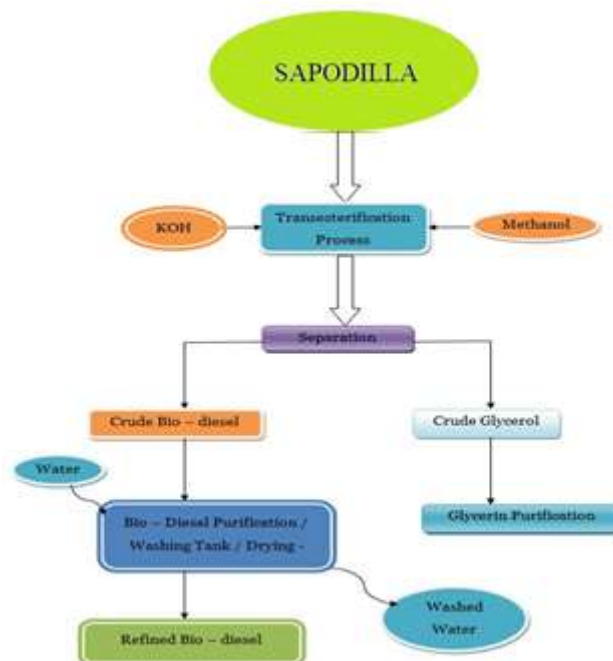 SAPODILLA
KOH
Transesterification
Process
Methanol
Separation
Crude Bio – diesel
Crude Glycerol
Water
Bio – Diesel Purification /
Washing Tank / Drying -
Glycerin Purification
Refined Bio – diesel
Washed
Water